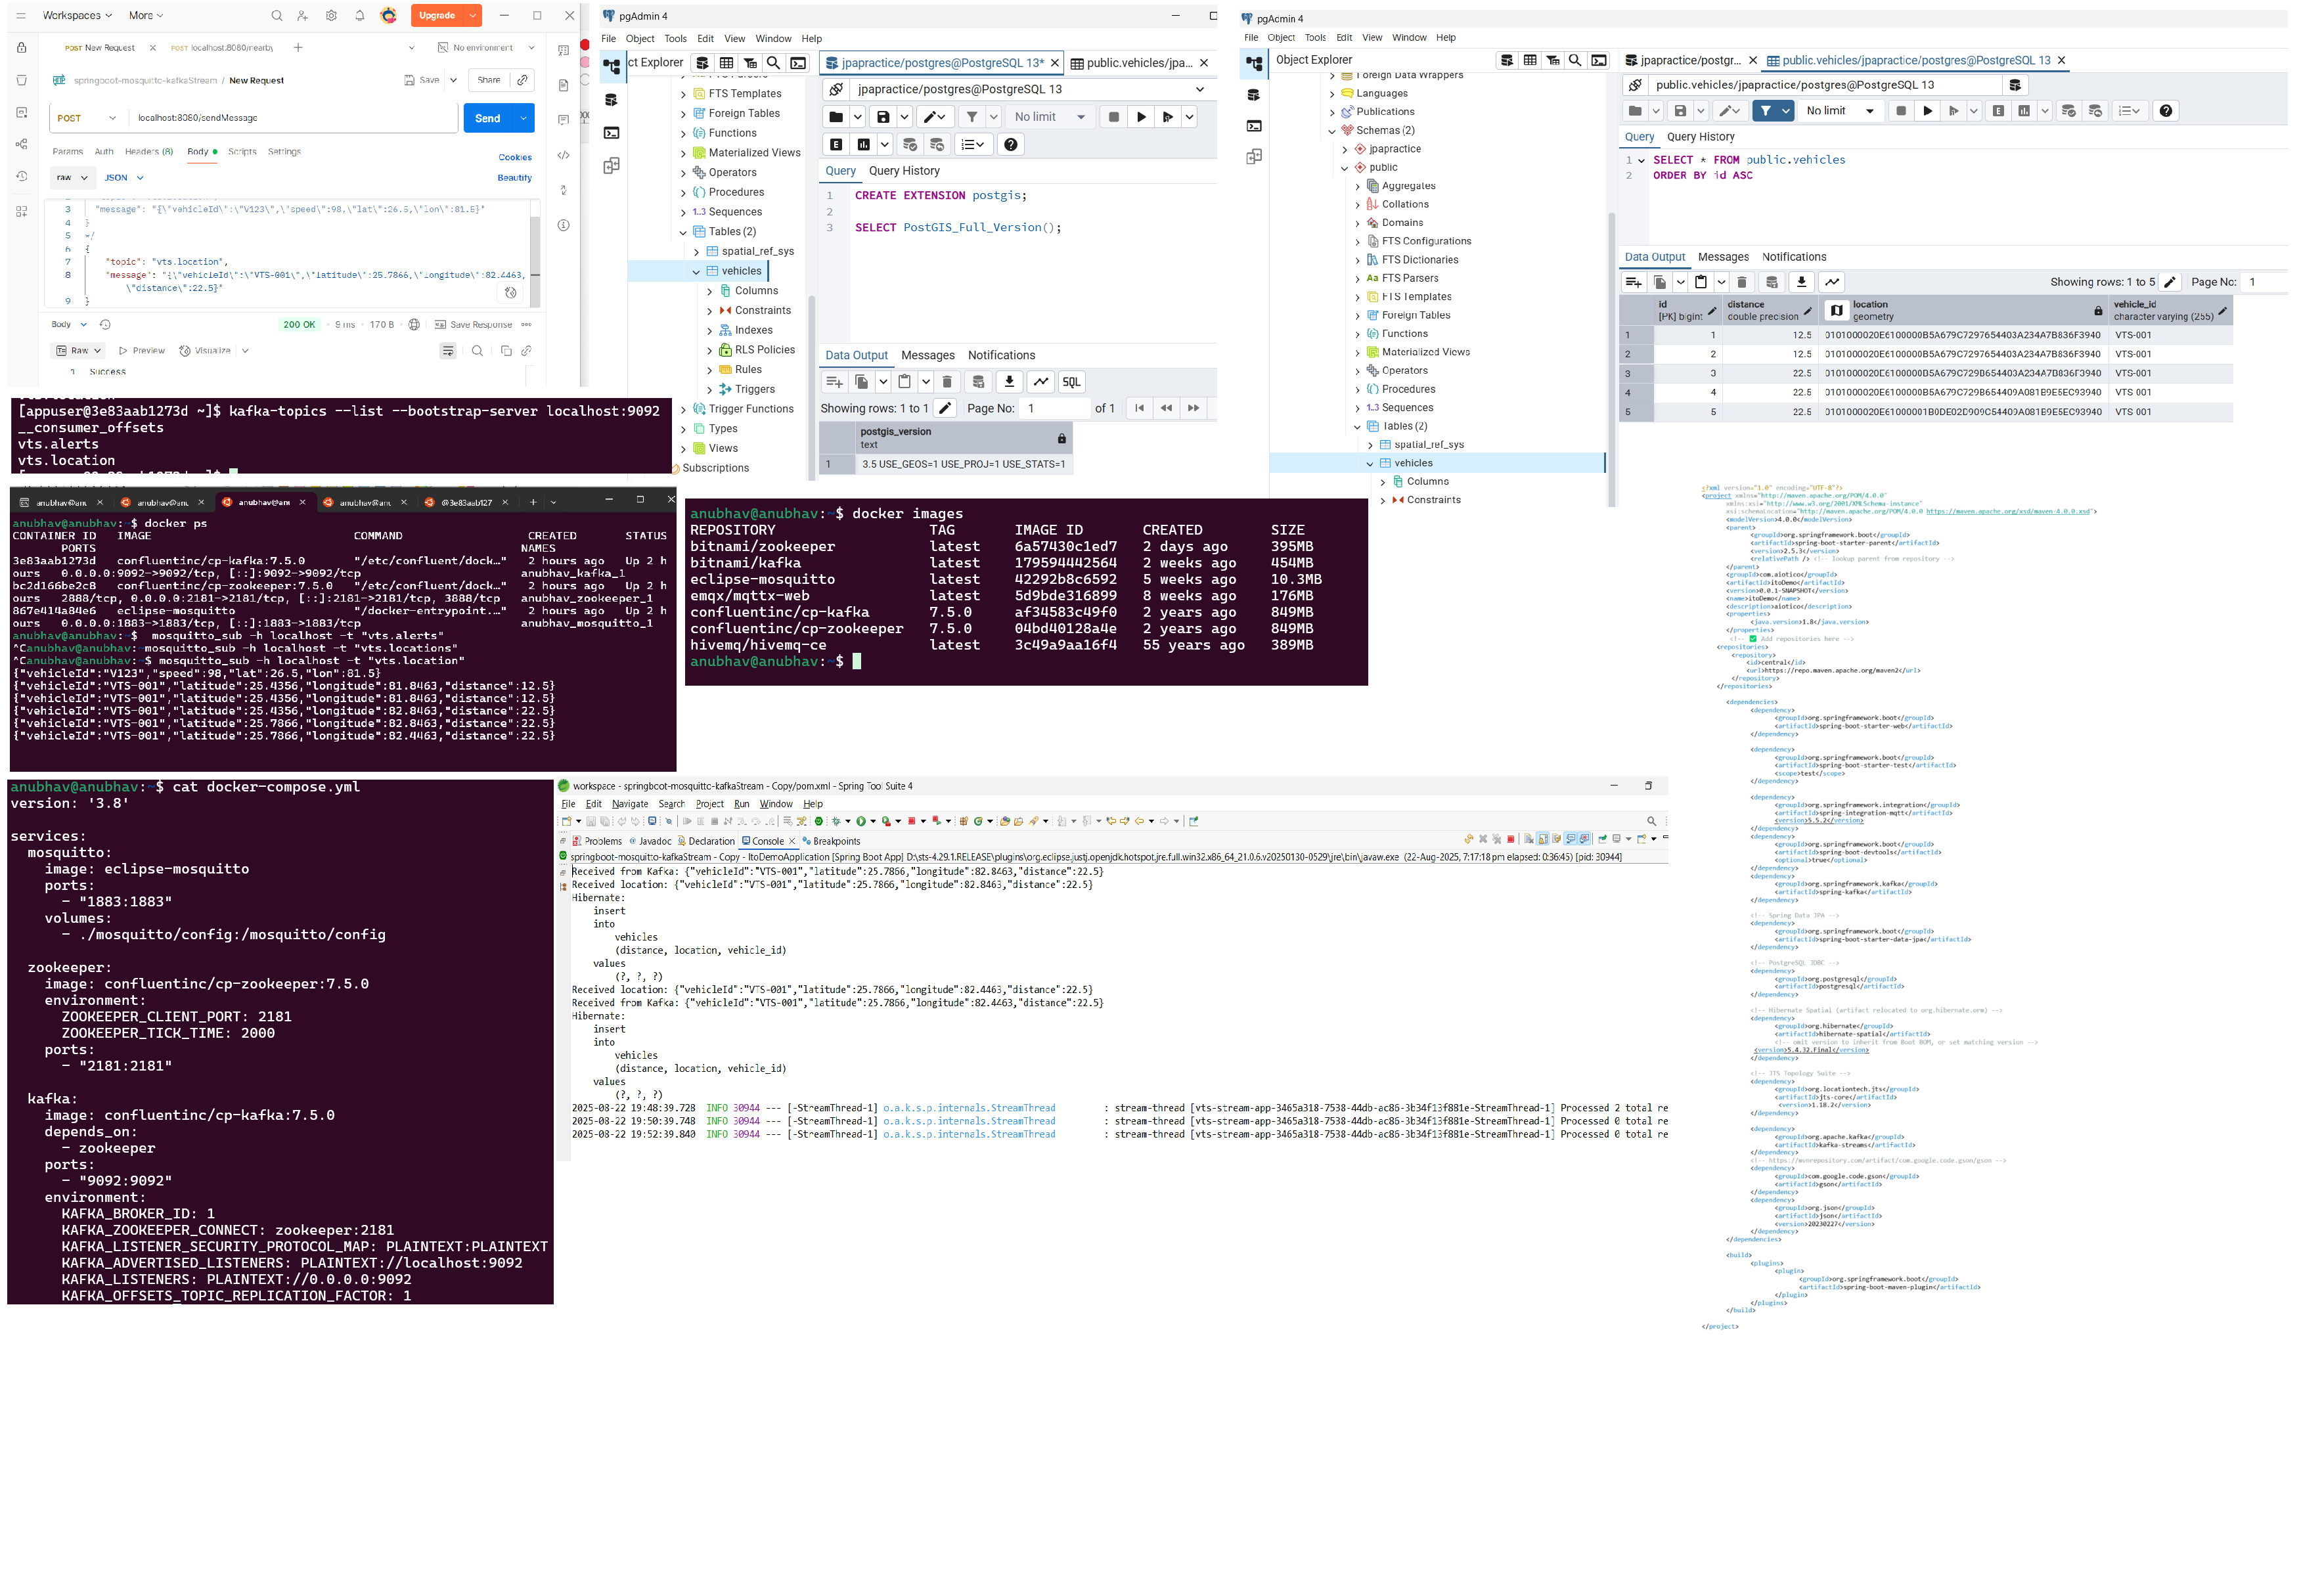 Workspaces More Upgrade
POST New Request POST localhost:8080/nearby No environment
springboot-mosquitto-kafkaStream / New Request Save Share
POST localhost:8080/sendMessage Send
Params Auth Headers (8) Body Scripts Settings Cookies
raw JSON Beautify
3 "message": "{\"vehicleId\":\"V123\",\"speed\":98,\"lat\":26.5,\"lon\":81.5}"
4 }
5 */
6 {
7 "topic": "vts.location",
8 "message": "{\"vehicleId\":\"VTS-001\",\"latitude\":25.7866,\"longitude\":82.4463,
\"distance\":22.5}"
9 }
Body 200 OK 9 ms 170 B Save Response
Raw Preview Visualize
1 Success
[appuser@3e83aab1273d ~]$ kafka-topics --list --bootstrap-server localhost:9092
__consumer_offsets
vts.alerts
vts.location
anubhav@anu anubhav@anu anubhav@anu anubhav@anu @3e83aab127
anubhav@anubhav:~$ docker ps
CONTAINER ID IMAGE COMMAND CREATED STATUS
PORTS NAMES
3e83aab1273d confluentinc/cp-kafka:7.5.0 "/etc/confluent/dock…" 2 hours ago Up 2 h
ours 0.0.0.0:9092->9092/tcp, [::]:9092->9092/tcp anubhav_kafka_1
bc2d166be2c8 confluentinc/cp-zookeeper:7.5.0 "/etc/confluent/dock…" 2 hours ago Up 2 h
ours 2888/tcp, 0.0.0.0:2181->2181/tcp, [::]:2181->2181/tcp, 3888/tcp anubhav_zookeeper_1
867e414a84e6 eclipse-mosquitto "/docker-entrypoint.…" 2 hours ago Up 2 h
ours 0.0.0.0:1883->1883/tcp, [::]:1883->1883/tcp anubhav_mosquitto_1
anubhav@anubhav:~$ mosquitto_sub -h localhost -t "vts.alerts"
^Canubhav@anubhav:~mosquitto_sub -h localhost -t "vts.locations"
^Canubhav@anubhav:~$ mosquitto_sub -h localhost -t "vts.location"
{"vehicleId":"V123","speed":98,"lat":26.5,"lon":81.5}
{"vehicleId":"VTS-001","latitude":25.4356,"longitude":81.8463,"distance":12.5}
{"vehicleId":"VTS-001","latitude":25.4356,"longitude":81.8463,"distance":12.5}
{"vehicleId":"VTS-001","latitude":25.4356,"longitude":82.8463,"distance":22.5}
{"vehicleId":"VTS-001","latitude":25.7866,"longitude":82.8463,"distance":22.5}
{"vehicleId":"VTS-001","latitude":25.7866,"longitude":82.4463,"distance":22.5}
anubhav@anubhav:~$ cat docker-compose.yml
version: '3.8'
services:
mosquitto:
image: eclipse-mosquitto
ports:
- "1883:1883"
volumes:
- ./mosquitto/config:/mosquitto/config
zookeeper:
image: confluentinc/cp-zookeeper:7.5.0
environment:
ZOOKEEPER_CLIENT_PORT: 2181
ZOOKEEPER_TICK_TIME: 2000
ports:
- "2181:2181"
kafka:
image: confluentinc/cp-kafka:7.5.0
depends_on:
- zookeeper
ports:
- "9092:9092"
environment:
KAFKA_BROKER_ID: 1
KAFKA_ZOOKEEPER_CONNECT: zookeeper:2181
KAFKA_LISTENER_SECURITY_PROTOCOL_MAP: PLAINTEXT:PLAINTEXT
KAFKA_ADVERTISED_LISTENERS: PLAINTEXT://localhost:9092
KAFKA_LISTENERS: PLAINTEXT://0.0.0.0:9092
KAFKA_OFFSETS_TOPIC_REPLICATION_FACTOR: 1
pgAdmin 4
File Object Tools Edit View Window Help
ct Explorer jpapractice/postgres@PostgreSQL 13* public.vehicles/jpa...
jpapractice/postgres@PostgreSQL 13
No limit
FTS Parsers
FTS Templates
Foreign Tables
Functions
Materialized Views
Operators
Procedures
1..3 Sequences
Tables (2)
spatial_ref_sys
vehicles
Columns
Constraints
Indexes
RLS Policies
Rules
Triggers
Trigger Functions
Types
Views
Subscriptions
Query Query History
1 CREATE EXTENSION postgis;
2
3 SELECT PostGIS_Full_Version();
Data Output Messages Notifications
SQL
Showing rows: 1 to 1 Page No: 1 of 1
postgis_version
text
1 3.5 USE_GEOS=1 USE_PROJ=1 USE_STATS=1
anubhav@anubhav:~$ docker images
REPOSITORY TAG IMAGE ID CREATED SIZE
bitnami/zookeeper latest 6a57430c1ed7 2 days ago 395MB
bitnami/kafka latest 179594442564 2 weeks ago 454MB
eclipse-mosquitto latest 42292b8c6592 5 weeks ago 10.3MB
emqx/mqttx-web latest 5d9bde316899 8 weeks ago 176MB
confluentinc/cp-kafka 7.5.0 af34583c49f0 2 years ago 849MB
confluentinc/cp-zookeeper 7.5.0 04bd40128a4e 2 years ago 849MB
hivemq/hivemq-ce latest 3c49a9aa16f4 55 years ago 389MB
anubhav@anubhav:~$
workspace - springboot-mosquitto-kafkaStream - Copy/pom.xml - Spring Tool Suite 4
File Edit Navigate Search Project Run Window Help
Problems Javadoc Declaration Console Breakpoints
springboot-mosquitto-kafkaStream - Copy - ItoDemoApplication [Spring Boot App] D:\sts-4.29.1.RELEASE\plugins\org.eclipse.justj.openjdk.hotspot.jre.full.win32.x86_64_21.0.6.v20250130-0529\jre\bin\javaw.exe (22-Aug-2025, 7:17:18 pm elapsed: 0:36:45) [pid: 30944]
Received from Kafka: {"vehicleId":"VTS-001","latitude":25.7866,"longitude":82.8463,"distance":22.5}
Received location: {"vehicleId":"VTS-001","latitude":25.7866,"longitude":82.8463,"distance":22.5}
Hibernate:
insert
into
vehicles
(distance, location, vehicle_id)
values
(?, ?, ?)
Received location: {"vehicleId":"VTS-001","latitude":25.7866,"longitude":82.4463,"distance":22.5}
Received from Kafka: {"vehicleId":"VTS-001","latitude":25.7866,"longitude":82.4463,"distance":22.5}
Hibernate:
insert
into
vehicles
(distance, location, vehicle_id)
values
(?, ?, ?)
2025-08-22 19:48:39.728 INFO 30944 --- [-StreamThread-1] o.a.k.s.p.internals.StreamThread : stream-thread [vts-stream-app-3465a318-7538-44db-ac86-3b34f13f881e-StreamThread-1] Processed 2 total re
2025-08-22 19:50:39.748 INFO 30944 --- [-StreamThread-1] o.a.k.s.p.internals.StreamThread : stream-thread [vts-stream-app-3465a318-7538-44db-ac86-3b34f13f881e-StreamThread-1] Processed 0 total re
2025-08-22 19:52:39.840 INFO 30944 --- [-StreamThread-1] o.a.k.s.p.internals.StreamThread : stream-thread [vts-stream-app-3465a318-7538-44db-ac86-3b34f13f881e-StreamThread-1] Processed 0 total re
pgAdmin 4
File Object Tools Edit View Window Help
Object Explorer jpapractice/postgr... public.vehicles/jpapractice/postgres@PostgreSQL 13
public.vehicles/jpapractice/postgres@PostgreSQL 13
No limit
Foreign Data Wrappers
Languages
Publications
Schemas (2)
jpapractice
public
Aggregates
Collations
Domains
FTS Configurations
FTS Dictionaries
Aa FTS Parsers
FTS Templates
Foreign Tables
Functions
Materialized Views
Operators
Procedures
1..3 Sequences
Tables (2)
spatial_ref_sys
vehicles
Columns
Constraints
Query Query History
1 SELECT * FROM public.vehicles
2 ORDER BY id ASC
Data Output Messages Notifications
Showing rows: 1 to 5 Page No: 1
id distance location vehicle_id
[PK] bigint double precision geometry character varying (255)
1 1 12.5 0101000020E6100000B5A679C7297654403A234A7B836F3940 VTS-001
2 2 12.5 0101000020E6100000B5A679C7297654403A234A7B836F3940 VTS-001
3 3 22.5 0101000020E6100000B5A679C729B654403A234A7B836F3940 VTS-001
4 4 22.5 0101000020E6100000B5A679C729B654409A081B9E5EC93940 VTS-001
5 5 22.5 0101000020E61000001B0DE02D909C54409A081B9E5EC93940 VTS-001
<?xml version="1.0" encoding="UTF-8"?>
<project xmlns="http://maven.apache.org/POM/4.0.0"
xmlns:xsi="http://www.w3.org/2001/XMLSchema-instance"
xsi:schemaLocation="http://maven.apache.org/POM/4.0.0 https://maven.apache.org/xsd/maven-4.0.0.xsd">
<modelVersion>4.0.0</modelVersion>
<parent>
<groupId>org.springframework.boot</groupId>
<artifactId>spring-boot-starter-parent</artifactId>
<version>2.5.3</version>
<relativePath /> <!-- lookup parent from repository -->
</parent>
<groupId>com.aiotico</groupId>
<artifactId>itoDemo</artifactId>
<version>0.0.1-SNAPSHOT</version>
<name>itoDemo</name>
<description>aiotico</description>
<properties>
<java.version>1.8</java.version>
</properties>
<!-- ✅ Add repositories here -->
<repositories>
<repository>
<id>central</id>
<url>https://repo.maven.apache.org/maven2</url>
</repository>
</repositories>
<dependencies>
<dependency>
<groupId>org.springframework.boot</groupId>
<artifactId>spring-boot-starter-web</artifactId>
</dependency>
<dependency>
<groupId>org.springframework.boot</groupId>
<artifactId>spring-boot-starter-test</artifactId>
<scope>test</scope>
</dependency>
<dependency>
<groupId>org.springframework.integration</groupId>
<artifactId>spring-integration-mqtt</artifactId>
<version>5.5.2</version>
</dependency>
<dependency>
<groupId>org.springframework.boot</groupId>
<artifactId>spring-boot-devtools</artifactId>
<optional>true</optional>
</dependency>
<dependency>
<groupId>org.springframework.kafka</groupId>
<artifactId>spring-kafka</artifactId>
</dependency>
<!-- Spring Data JPA -->
<dependency>
<groupId>org.springframework.boot</groupId>
<artifactId>spring-boot-starter-data-jpa</artifactId>
</dependency>
<!-- PostgreSQL JDBC -->
<dependency>
<groupId>org.postgresql</groupId>
<artifactId>postgresql</artifactId>
</dependency>
<!-- Hibernate Spatial (artifact relocated to org.hibernate.orm) -->
<dependency>
<groupId>org.hibernate</groupId>
<artifactId>hibernate-spatial</artifactId>
<!-- omit version to inherit from Boot BOM, or set matching version -->
<version>5.4.32.Final</version>
</dependency>
<!-- JTS Topology Suite -->
<dependency>
<groupId>org.locationtech.jts</groupId>
<artifactId>jts-core</artifactId>
<version>1.18.2</version>
</dependency>
<dependency>
<groupId>org.apache.kafka</groupId>
<artifactId>kafka-streams</artifactId>
</dependency>
<!-- https://mvnrepository.com/artifact/com.google.code.gson/gson -->
<dependency>
<groupId>com.google.code.gson</groupId>
<artifactId>gson</artifactId>
</dependency>
<dependency>
<groupId>org.json</groupId>
<artifactId>json</artifactId>
<version>20230227</version>
</dependency>
</dependencies>
<build>
<plugins>
<plugin>
<groupId>org.springframework.boot</groupId>
<artifactId>spring-boot-maven-plugin</artifactId>
</plugin>
</plugins>
</build>
</project>